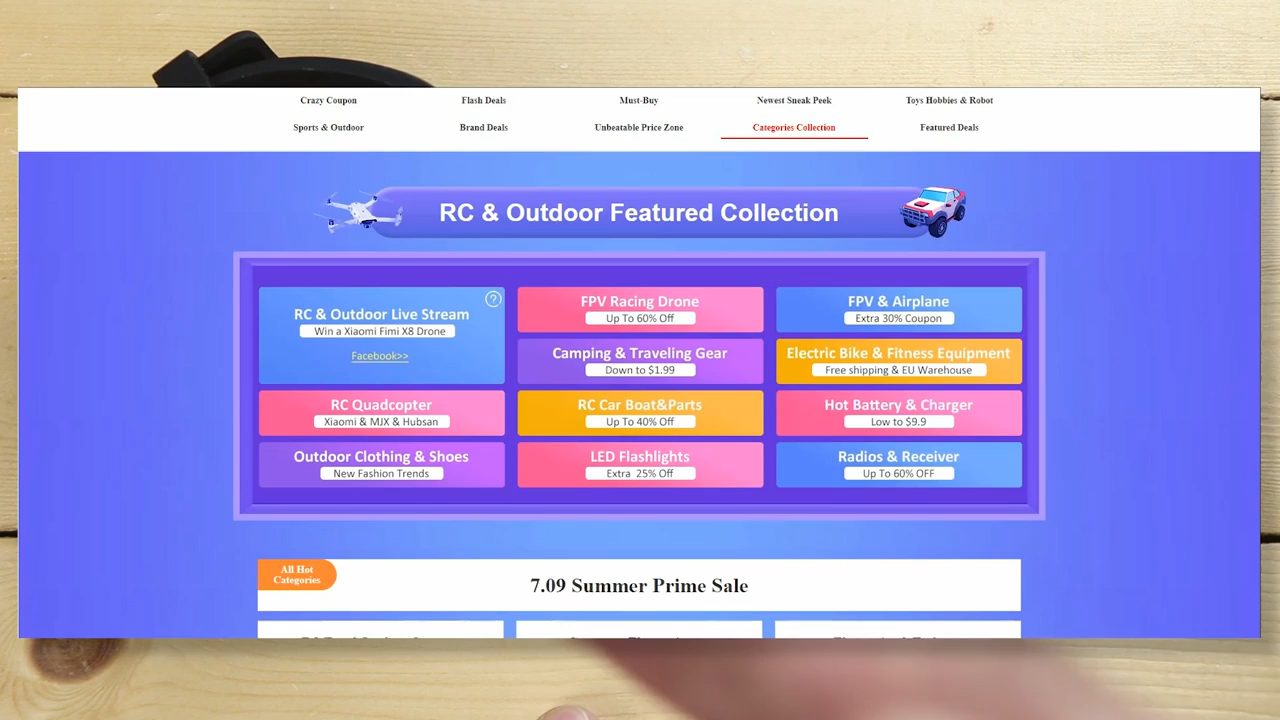 Crazy Coupon
Flash Deals
Must-Buy
Newest Sneak Peek
Toys Hobbies & Robot
Sports & Outdoor
Brand Deals
Unbeatable Price Zone
Categories Collection
Featured Deals
RC & Outdoor Featured Collection
RC & Outdoor Live Stream
Win a Xiaomi Fimi X8 Drone
Facebook>>
?
FPV Racing Drone
Up To 60% Off
FPV & Airplane
Extra 30% Coupon
Camping & Traveling Gear
Down to $1.99
Electric Bike & Fitness Equipment
Free shipping & EU Warehouse
RC Quadcopter
Xiaomi & MJX & Hubsan
RC Car Boat&Parts
Up To 40% Off
Hot Battery & Charger
Low to $9.9
Outdoor Clothing & Shoes
New Fashion Trends
LED Flashlights
Extra 25% Off
Radios & Receiver
Up To 60% OFF
All Hot
Categories
7.09 Summer Prime Sale